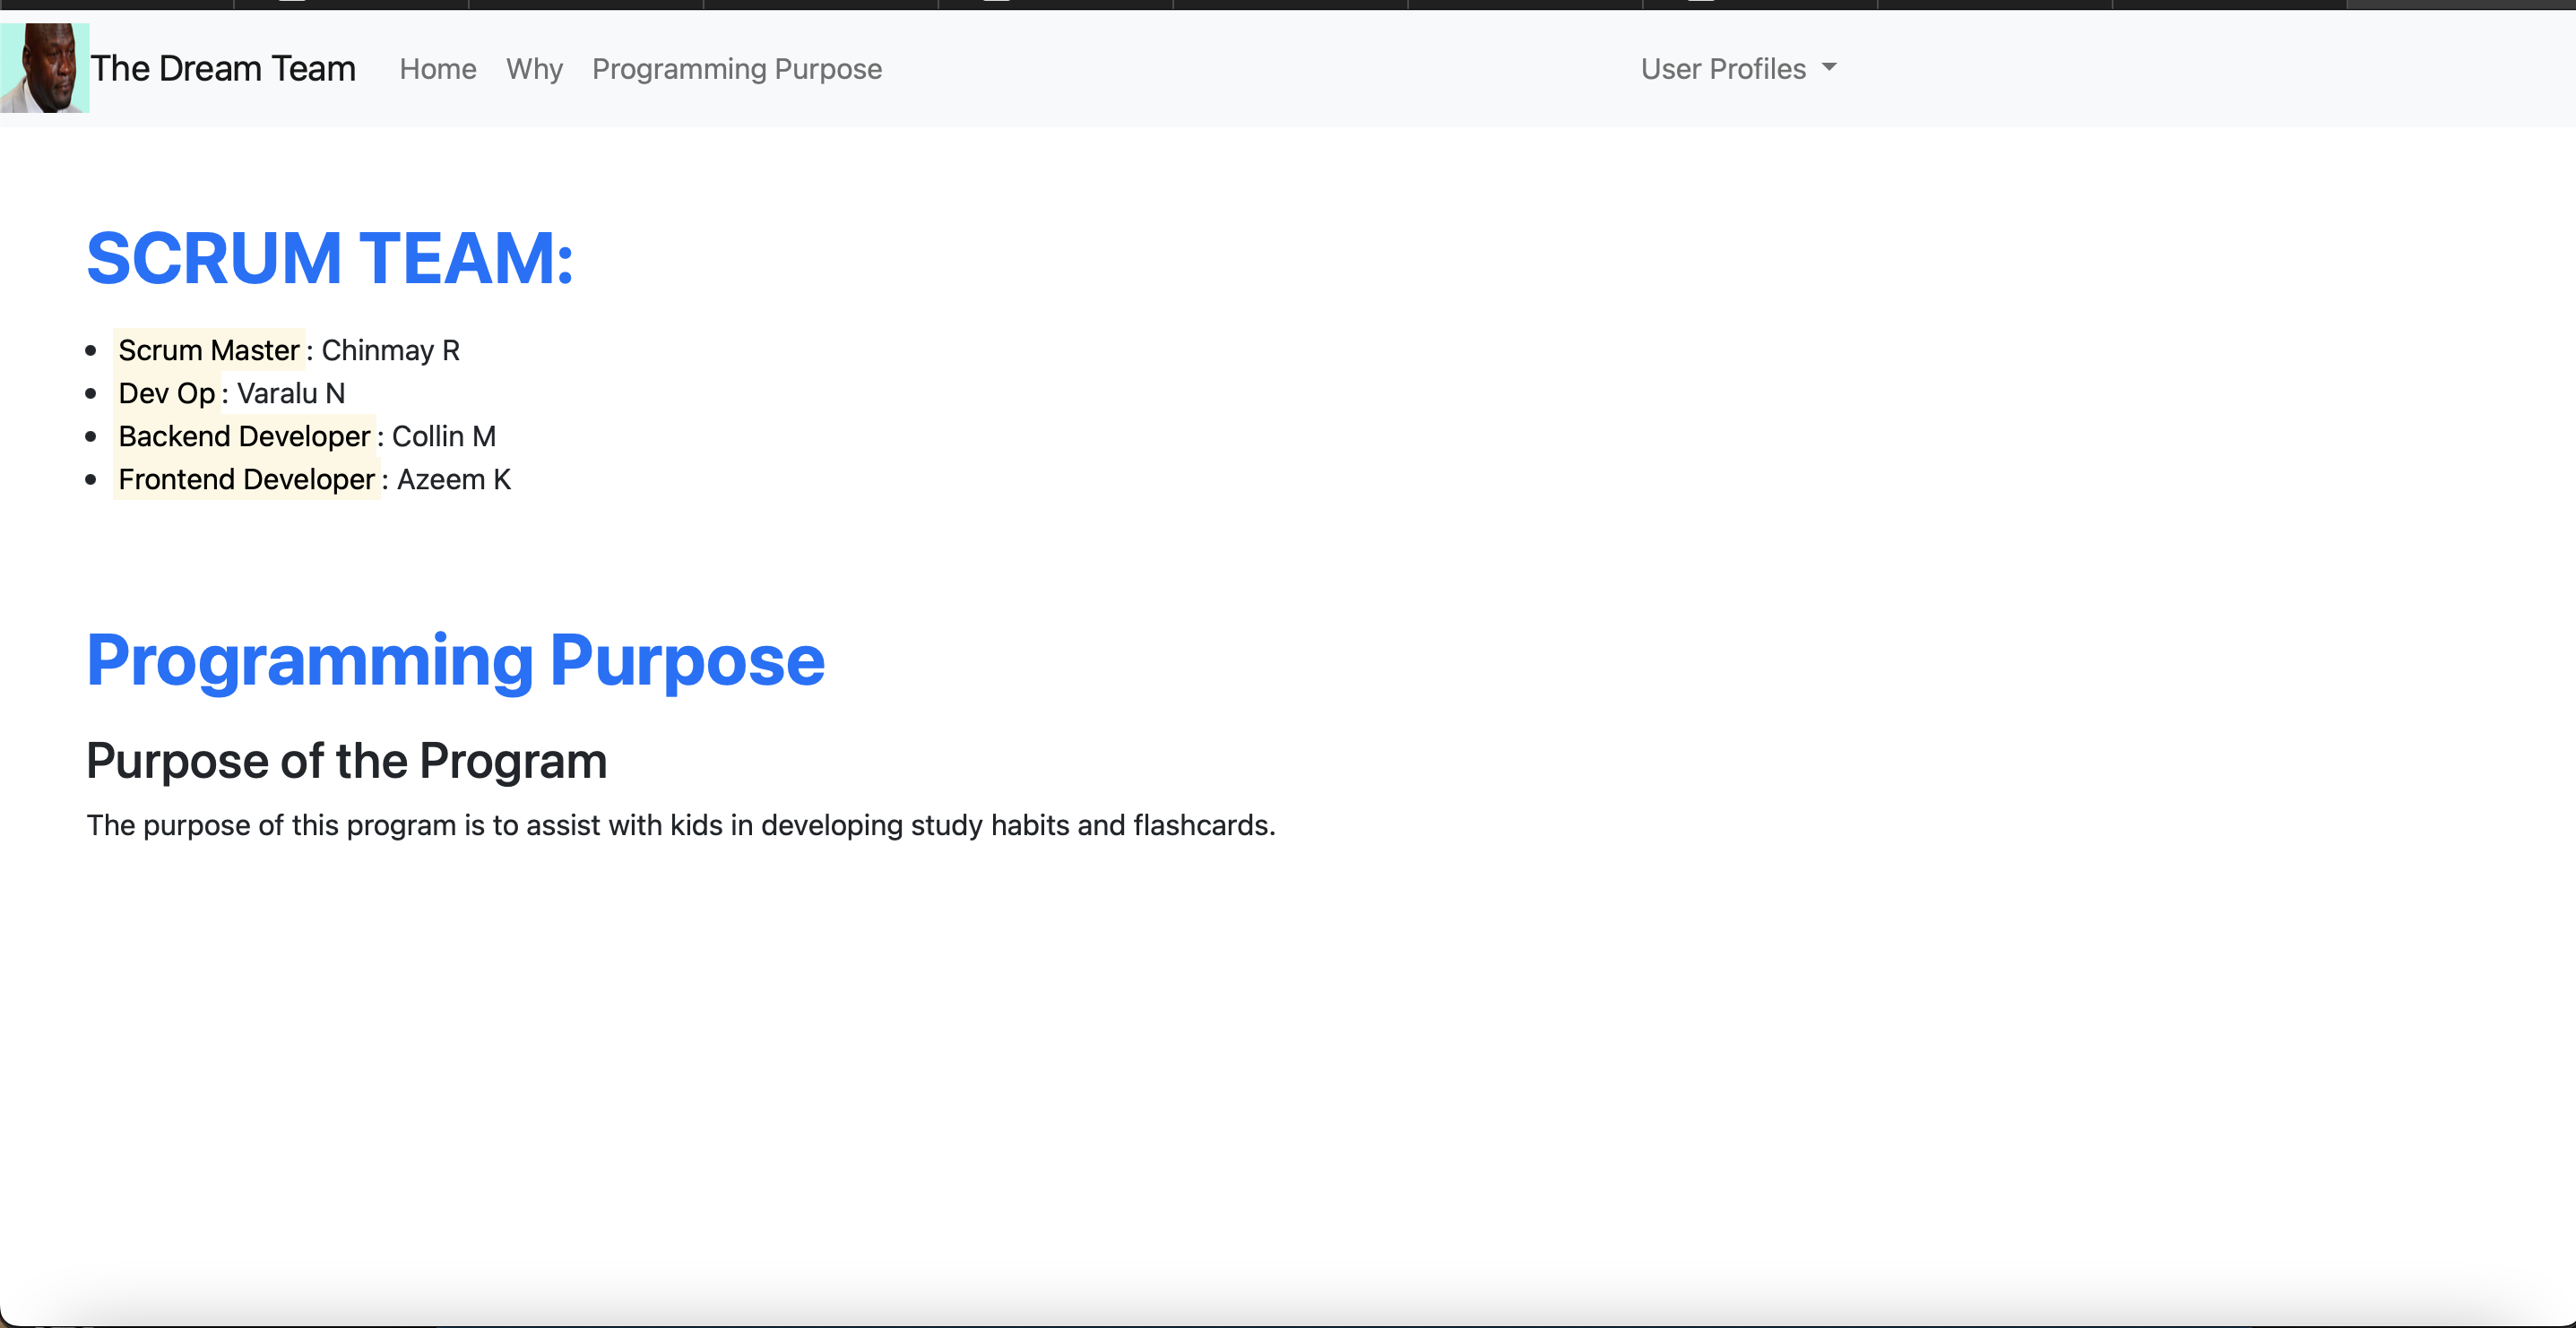 The Dream Team Home Why Programming Purpose User Profiles
SCRUM TEAM:
Scrum Master : Chinmay R
Dev Op : Varalu N
Backend Developer : Collin M
Frontend Developer : Azeem K
Programming Purpose
Purpose of the Program
The purpose of this program is to assist with kids in developing study habits and flashcards.